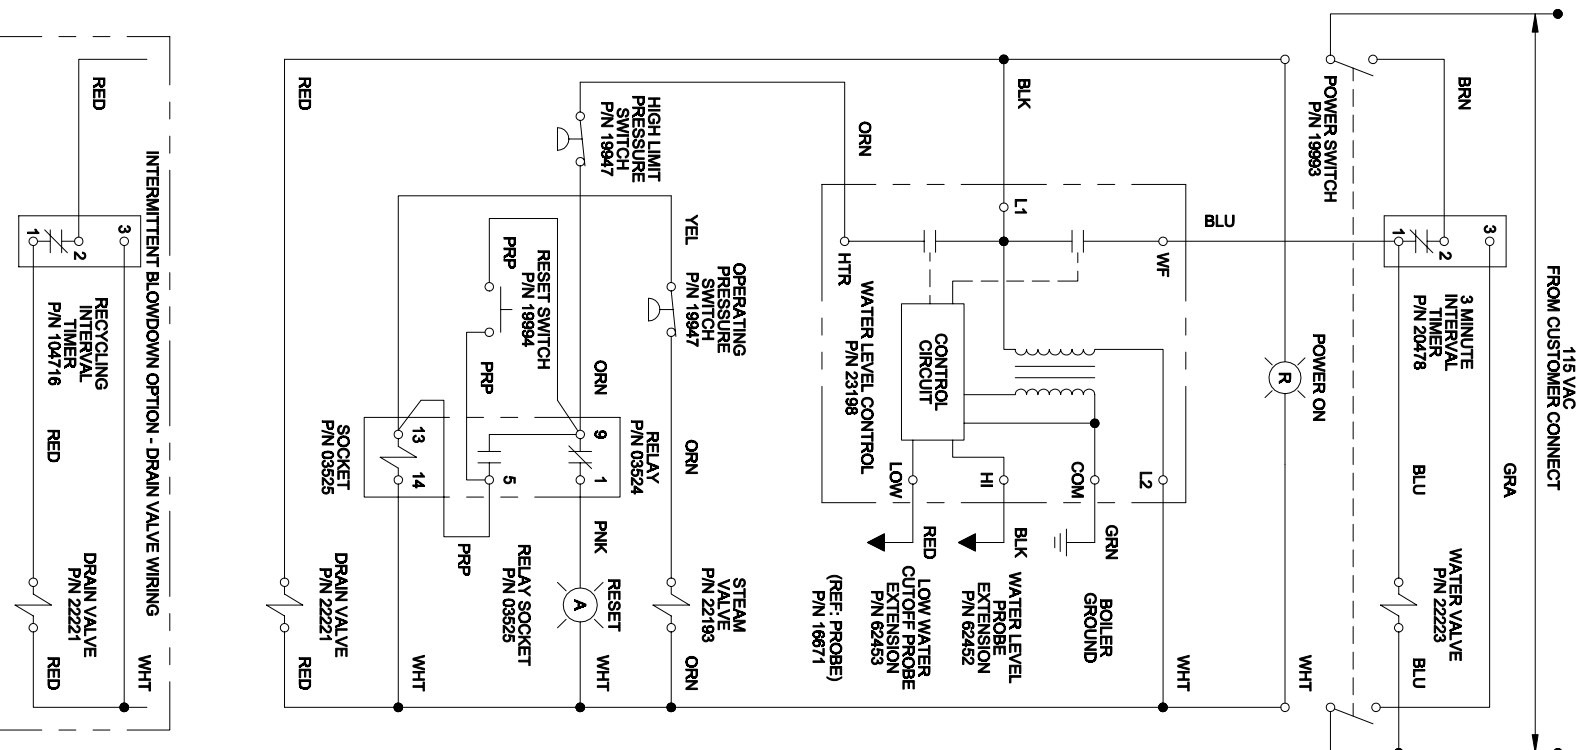 115 VAC
FROM CUSTOMER CONNECT
GRA
BRN
3
2
1
3 MINUTE
INTERVAL
TIMER
P/N 20478
BLU
WATER VALVE
P/N 22223
BLU
POWER SWITCH
P/N 19993
POWER ON
R
WHT
BLU
WF
L1
HTR
BLK
ORN
L2
COM
HI
LOW
CONTROL
CIRCUIT
WATER LEVEL CONTROL
P/N 23198
WHT
GRN
BLK
RED
BOILER
GROUND
WATER LEVEL
PROBE
EXTENSION
P/N 62452
LOW WATER
CUTOFF PROBE
EXTENSION
P/N 62453
(REF: PROBE)
P/N 16671
OPERATING
PRESSURE
SWITCH
P/N 19947
YEL
ORN
STEAM
VALVE
P/N 22193
ORN
HIGH LIMIT
PRESSURE
SWITCH
P/N 19947
ORN
RELAY
P/N 03524
9
1
5
PNK
RESET
A
WHT
RESET SWITCH
P/N 19994
PRP
PRP
PRP
RELAY SOCKET
P/N 03525
13
14
SOCKET
P/N 03525
WHT
RED
DRAIN VALVE
P/N 22221
RED
INTERMITTENT BLOWDOWN OPTION - DRAIN VALVE WIRING
RED
3
2
1
RECYCLING
INTERVAL
TIMER
P/N 104716
RED
DRAIN VALVE
P/N 22221
RED
WHT